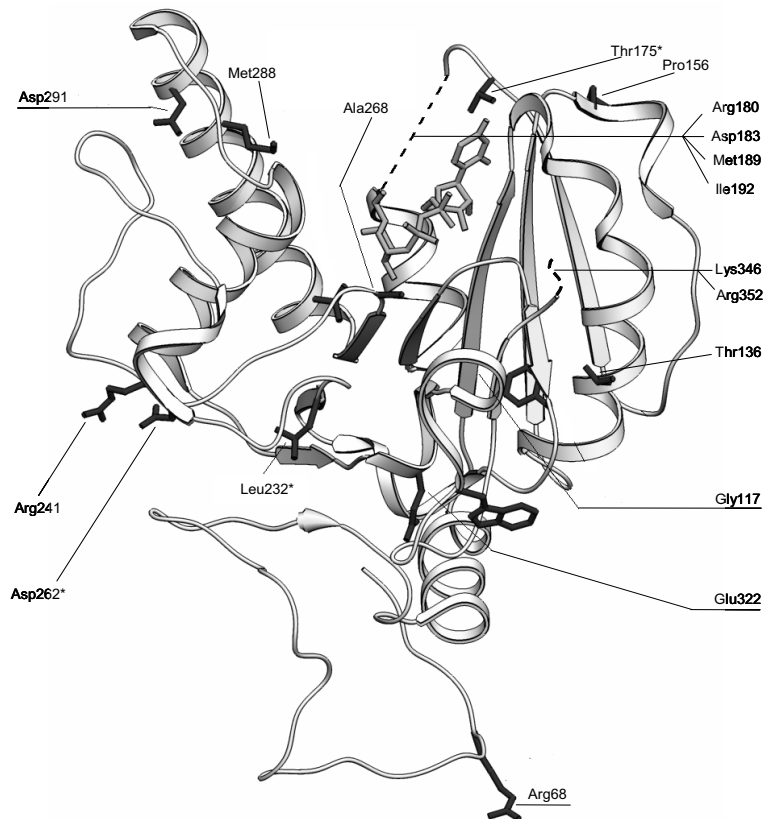 Thr175*
Pro156
Met288
Asp291
Ala268
Arg180
Asp183
Met189
Ile192
Lys346
Arg352
Thr136
Leu232*
Arg241
Gly117
Asp262*
Glu322
Arg68